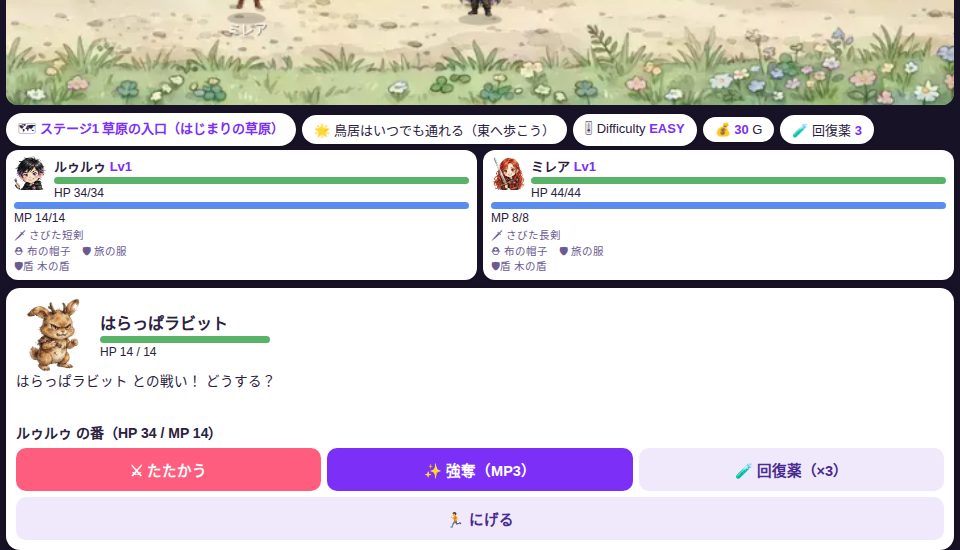 ミレア
🗺 ステージ1 草原の入口（はじまりの草原）
🌟 鳥居はいつでも通れる（東へ歩こう）
🎚 Difficulty EASY
💰 30 G
🧪 回復薬 3
ルゥルゥ Lv1
HP 34/34
MP 14/14
🗡 さびた短剣
⛑ 布の帽子 🛡 旅の服
🛡盾 木の盾
ミレア Lv1
HP 44/44
MP 8/8
🗡 さびた長剣
⛑ 布の帽子 🛡 旅の服
🛡盾 木の盾
はらっぱラビット
HP 14 / 14
はらっぱラビット との戦い！ どうする？
ルゥルゥ の番（HP 34 / MP 14）
⚔ たたかう
✨ 強奪（MP3）
🧪 回復薬（×3）
🏃 にげる